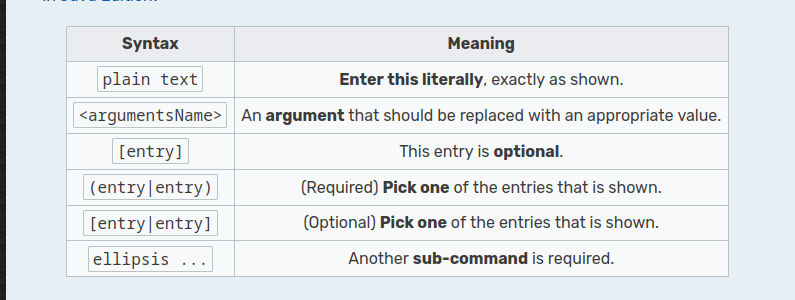 Syntax Meaning
plain text Enter this literally, exactly as shown.
<argumentsName> An argument that should be replaced with an appropriate value.
[entry] This entry is optional.
(entry|entry) (Required) Pick one of the entries that is shown.
[entry|entry] (Optional) Pick one of the entries that is shown.
ellipsis ... Another sub-command is required.